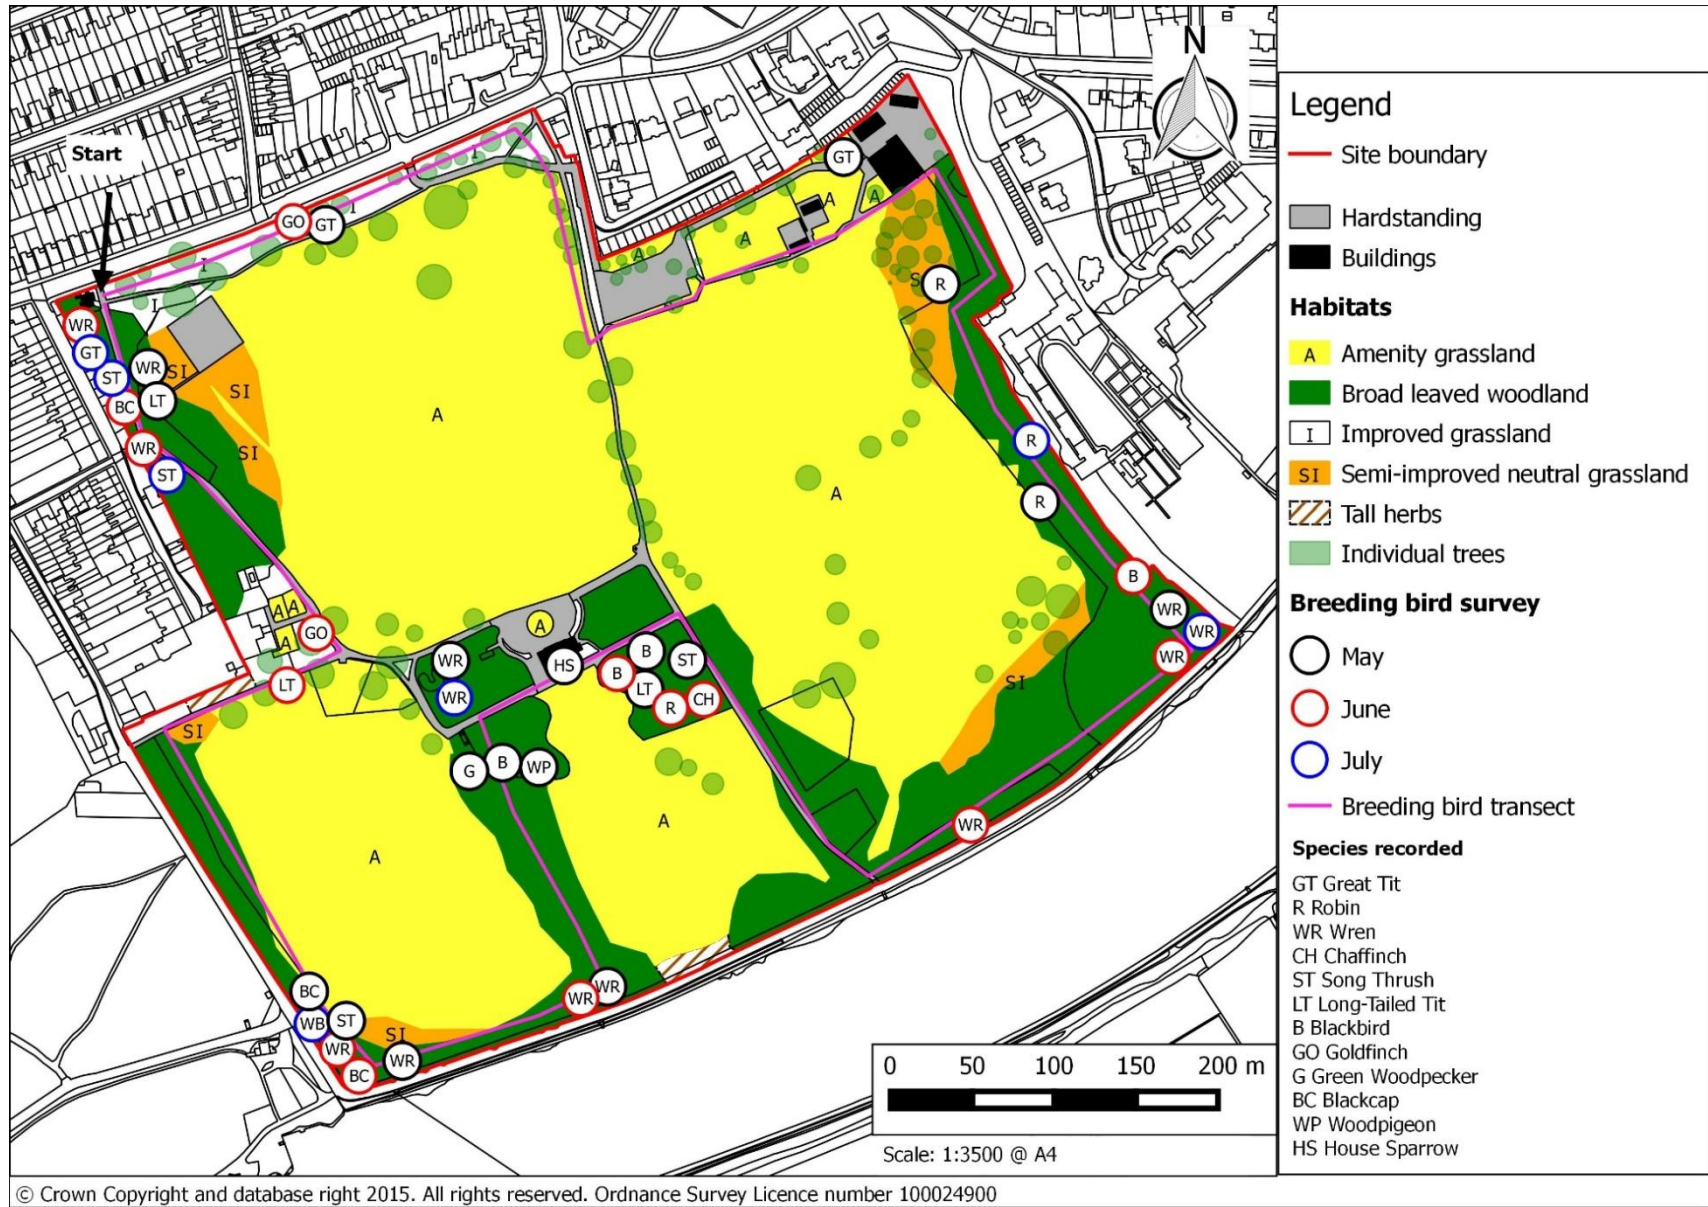 Start
N
GO
GT
I
I
I
I
WR
GT
ST
BC
WR
ST
WR
LT
SI
SI
SI
A
GT
A
A
A
A
S
R
R
R
A
B
WR
WR
WR
SI
WR
A
A
A
GO
LT
SI
A
WR
WR
HS
B
B
LT
ST
R
CH
G
B
WP
A
A
BC
WB
ST
WR
BC
SI
WR
WR
WR
0 50 100 150 200 m
Scale: 1:3500 @ A4
Legend
Site boundary
Hardstanding
Buildings
Habitats
A Amenity grassland
Broad leaved woodland
I Improved grassland
SI Semi-improved neutral grassland
Tall herbs
Individual trees
Breeding bird survey
May
June
July
Breeding bird transect
Species recorded
GT Great Tit
R Robin
WR Wren
CH Chaffinch
ST Song Thrush
LT Long-Tailed Tit
B Blackbird
GO Goldfinch
G Green Woodpecker
BC Blackcap
WP Woodpigeon
HS House Sparrow
© Crown Copyright and database right 2015. All rights reserved. Ordnance Survey Licence number 100024900